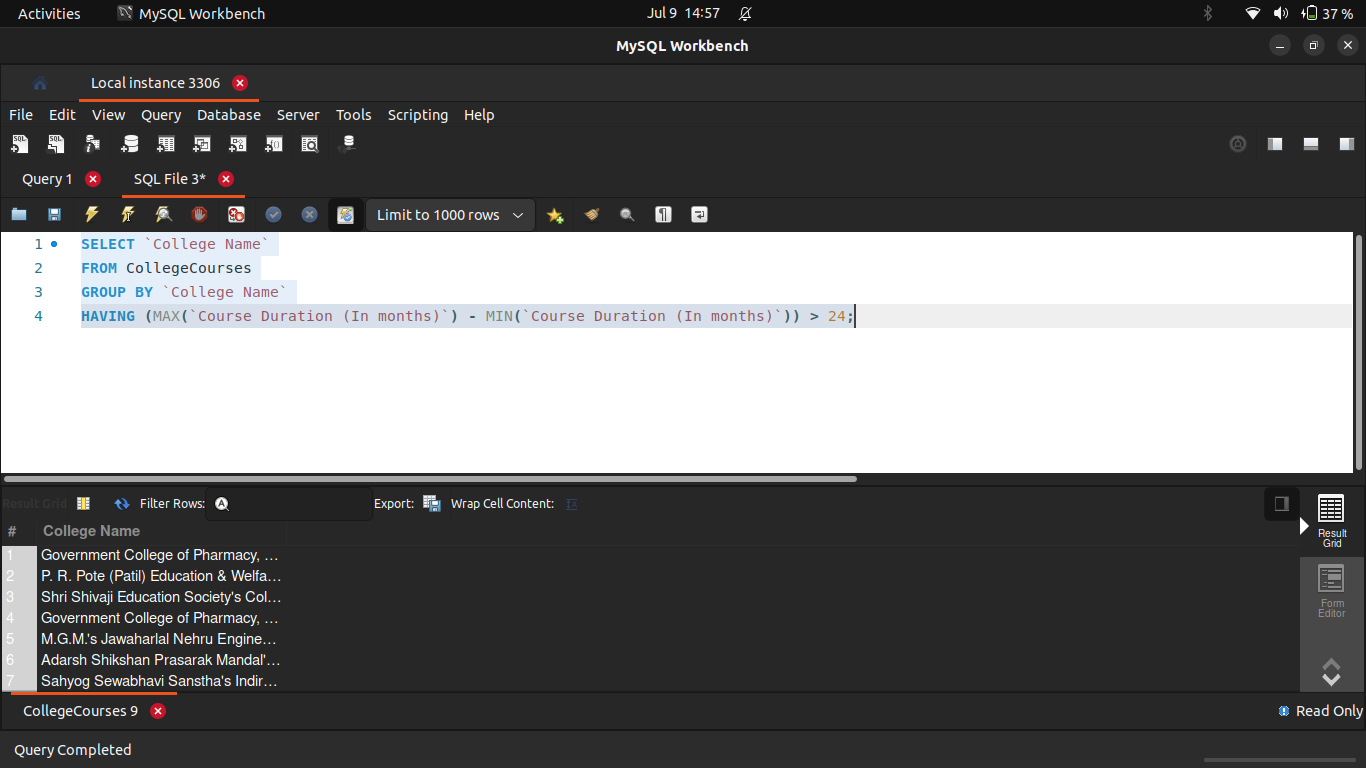 Activities MySQL Workbench Jul 9 14:57 37 %
MySQL Workbench
Local instance 3306
File Edit View Query Database Server Tools Scripting Help
Query 1 SQL File 3*
Limit to 1000 rows
1 SELECT `College Name`
2 FROM CollegeCourses
3 GROUP BY `College Name`
4 HAVING (MAX(`Course Duration (In months)`) - MIN(`Course Duration (In months)`)) > 24;
Result Grid Filter Rows: Export: Wrap Cell Content:
# College Name
1 Government College of Pharmacy, ...
2 P. R. Pote (Patil) Education & Welfa...
3 Shri Shivaji Education Society's Col...
4 Government College of Pharmacy, ...
5 M.G.M.'s Jawaharlal Nehru Engine...
6 Adarsh Shikshan Prasarak Mandal'...
7 Sahyog Sewabhavi Sanstha's Indir...
Result
Grid
Form
Editor
CollegeCourses 9 Read Only
Query Completed